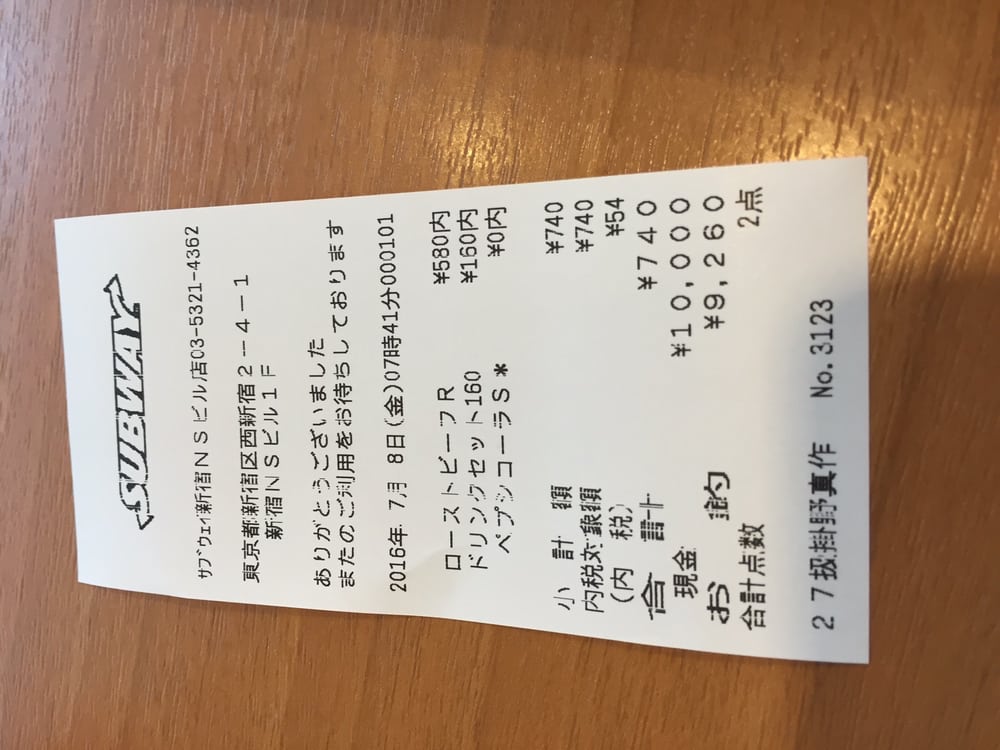 SUBWAY
ｻﾌﾞｳｪｲ新宿ＮＳビル店03-5321-4362
東京都新宿区西新宿２－４－１
新宿ＮＳビル１Ｆ
ありがとうございました
またのご利用をお待ちしております
2016年 7月 8日(金)07時41分000101
ローストビーフＲ ¥580内
ドリンクセット160 ¥160内
ペプシコーラＳ* ¥0内
小 計 額 ¥740
内税対象額 ¥740
(内 税) ¥54
合 計 ¥７４０
現金 ¥１０,０００
お 釣 ¥９,２６０
合計点数 2点
２７扱掛野真作 No.3123